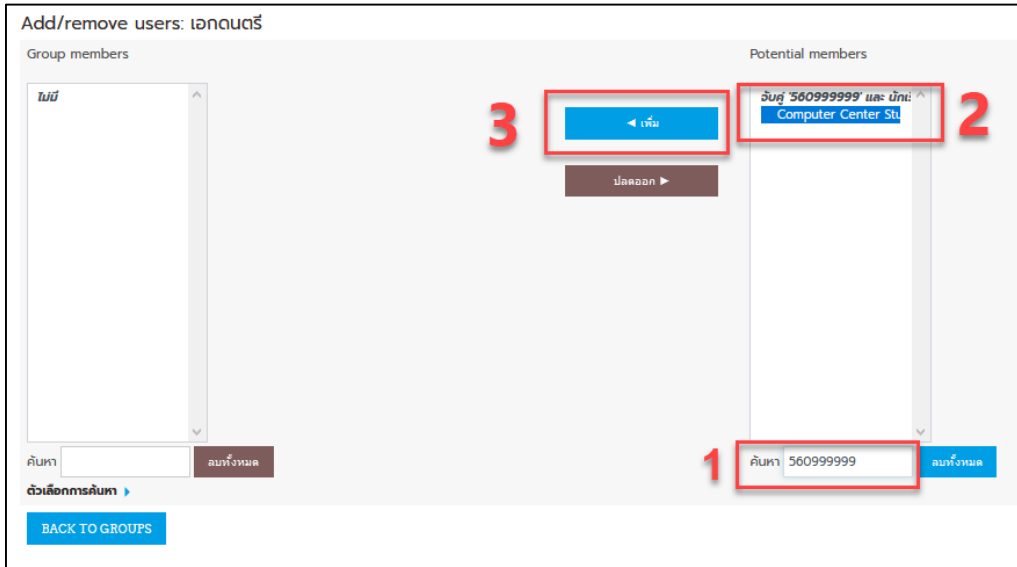 Add/remove users: เอกดนตรี
Group members
Potential members
ไม่มี
จับคู่ '560999999' และ
Computer Center
3
◄ เพิ่ม
2
ปลดออก ►
ค้นหา
ลบทั้งหมด
1
ค้นหา 560999999
ลบทั้งหมด
ตัวเลือกการค้นหา
BACK TO GROUPS